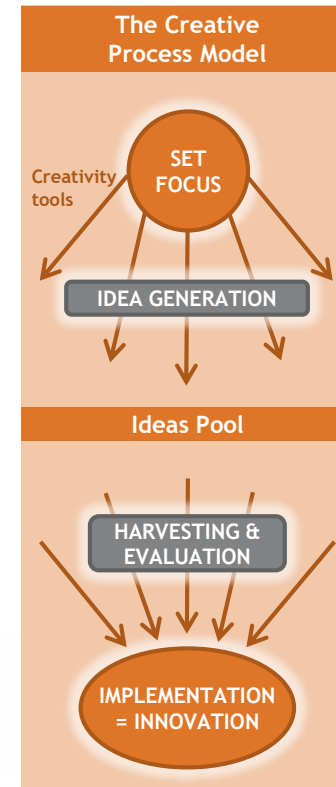 The Creative
Process Model
SET
FOCUS
Creativity
tools
IDEA GENERATION
Ideas Pool
HARVESTING &
EVALUATION
IMPLEMENTATION
= INNOVATION